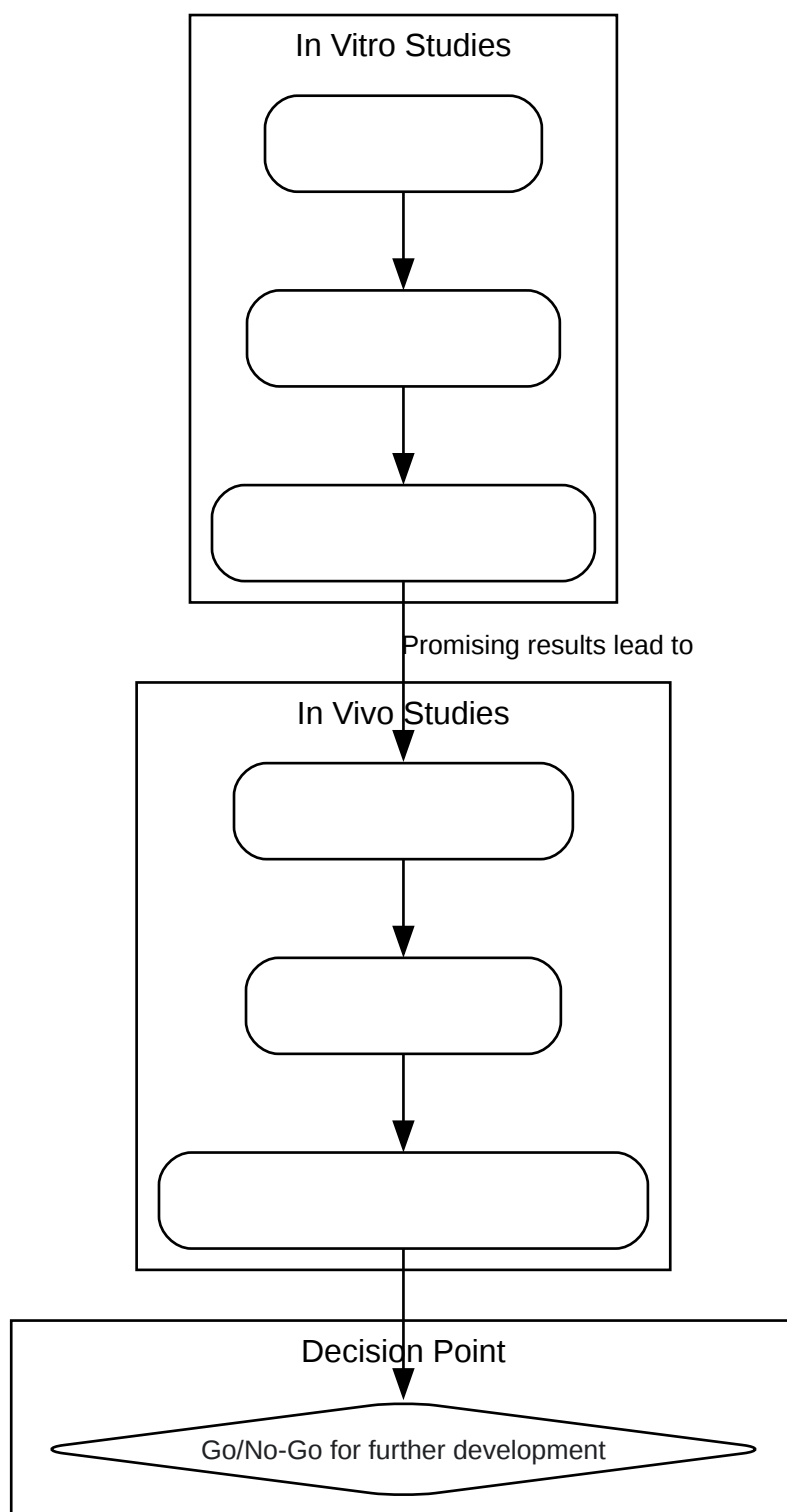 In Vitro Studies
Promising results lead to
In Vivo Studies
Decision Point
Go/No-Go for further development